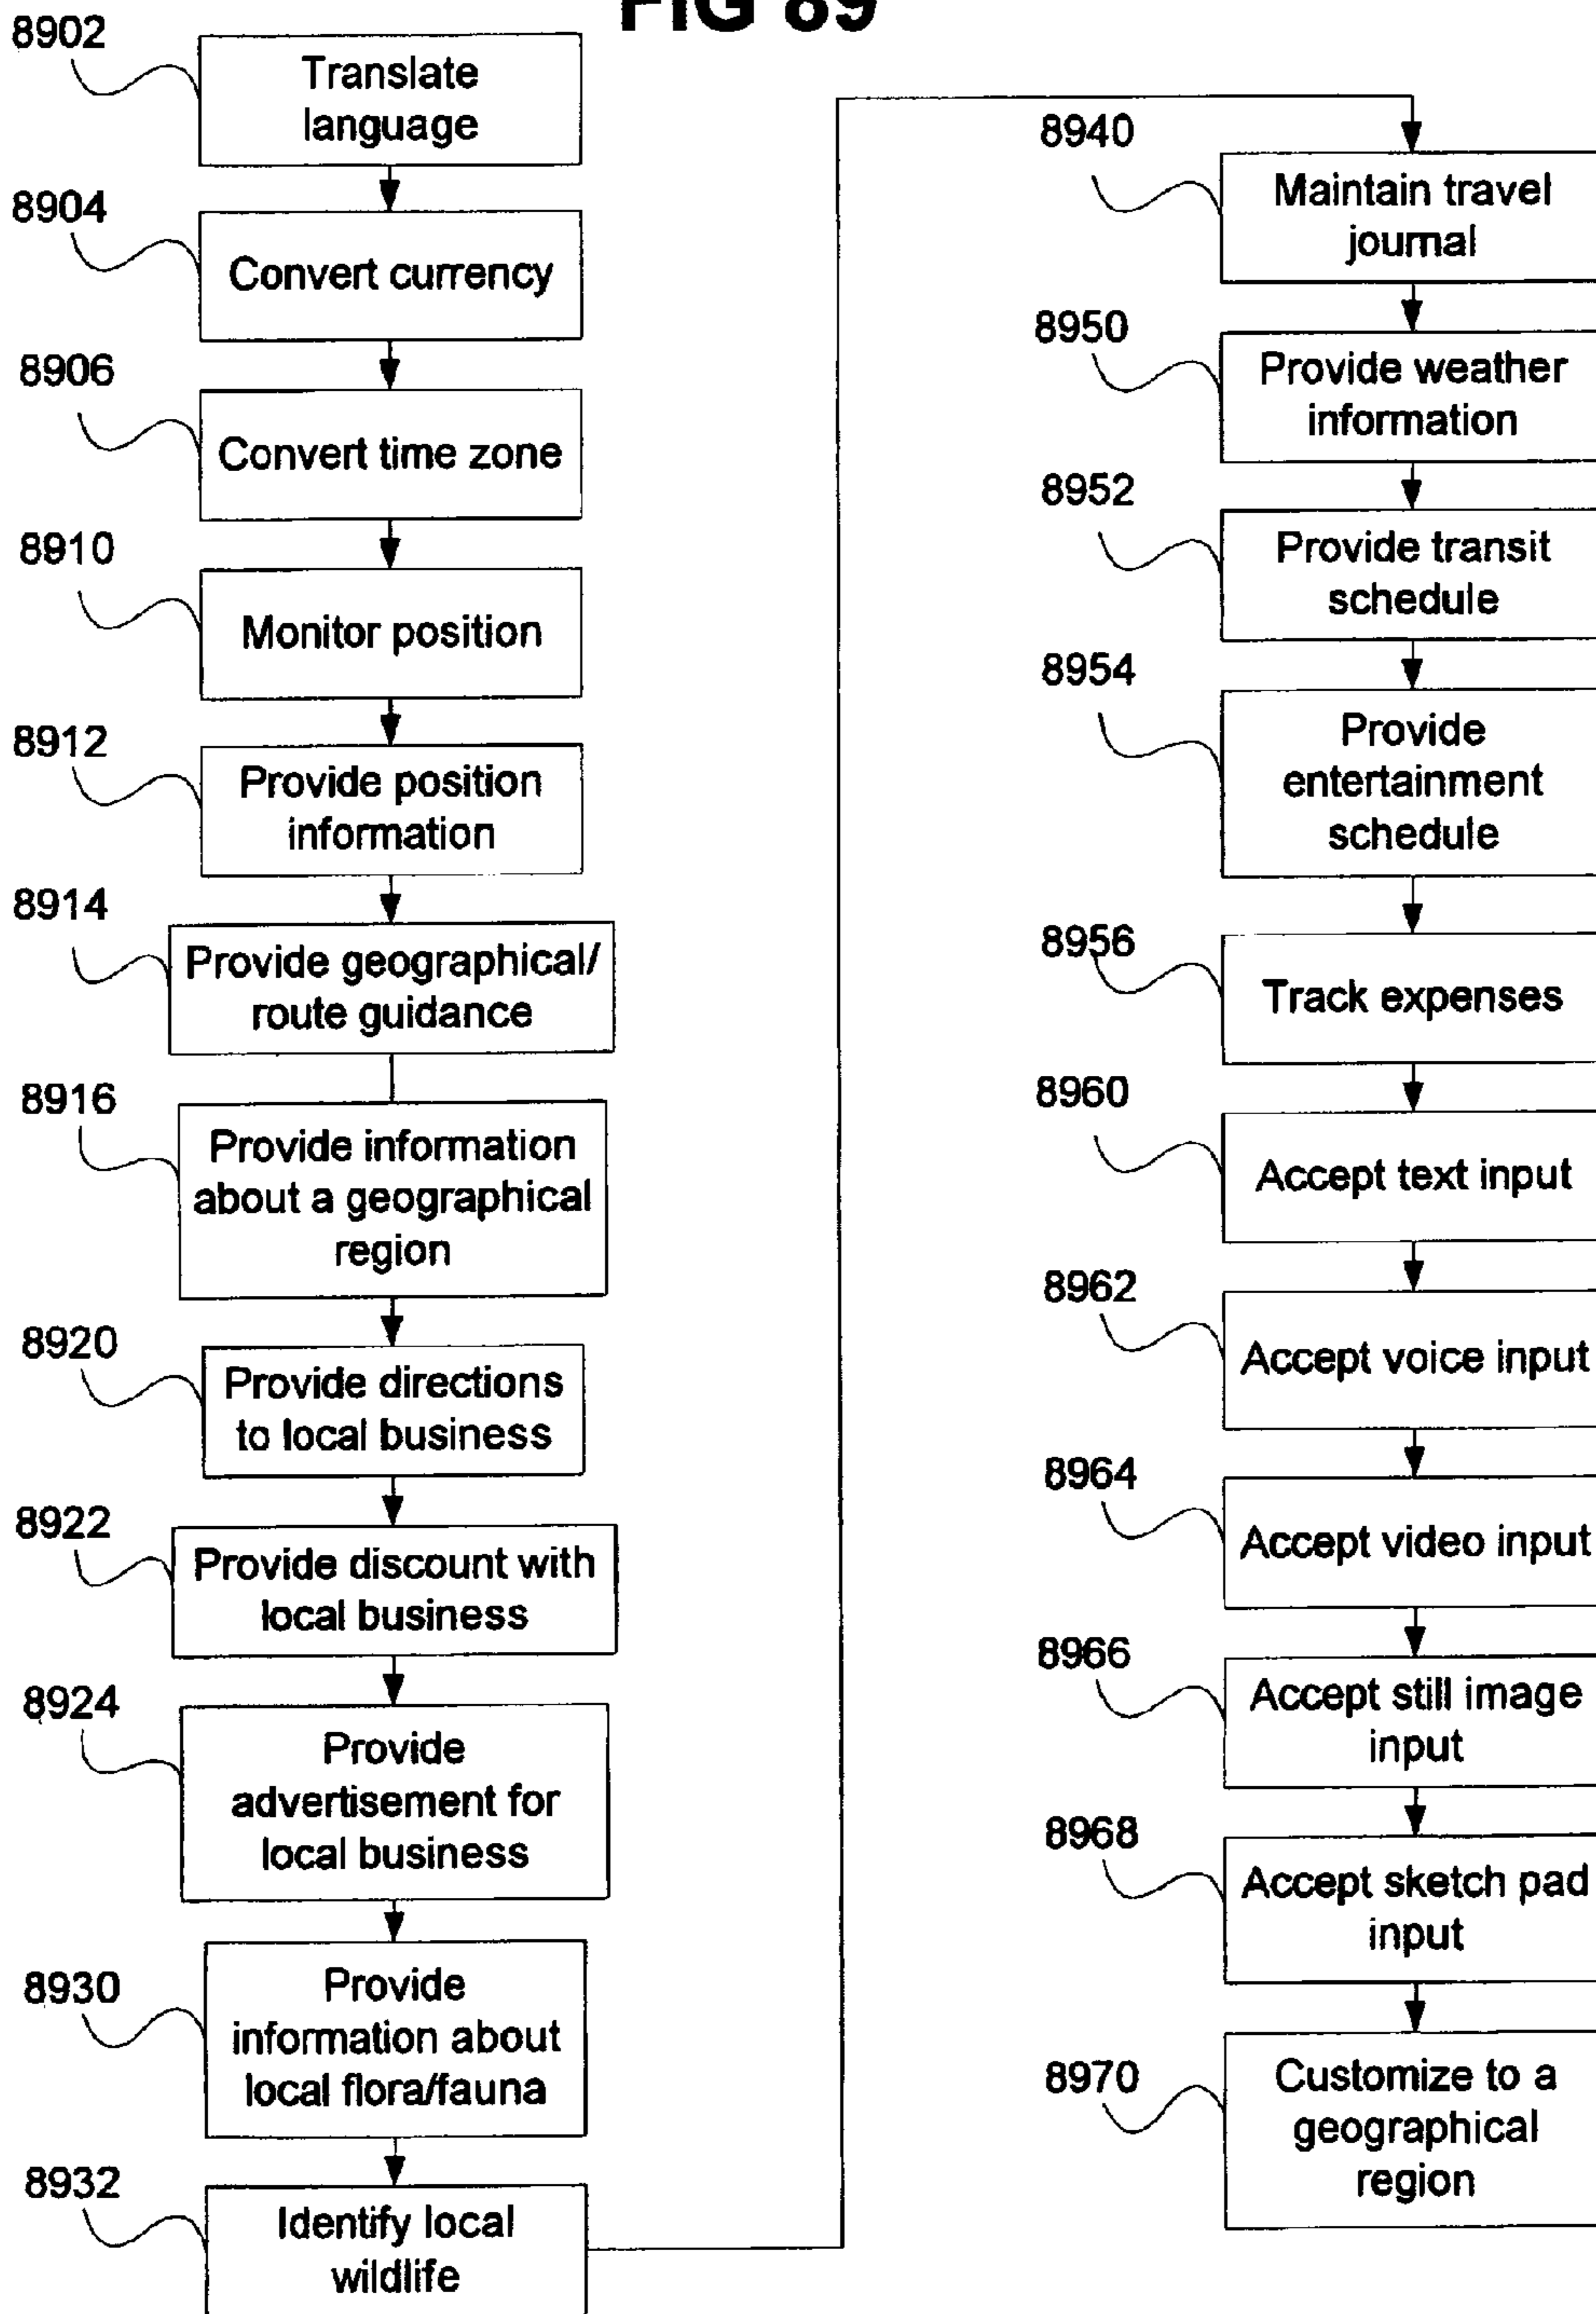 FIG 89
8902
Translate
language
8904
Convert currency
8906
Convert time zone
8910
Monitor position
8912
Provide position
information
8914
Provide geographical/
route guidance
8916
Provide information
about a geographical
region
8920
Provide directions
to local business
8922
Provide discount with
local business
8924
Provide
advertisement for
local business
8930
Provide
information about
local flora/fauna
8932
Identify local
wildlife
8940
Maintain travel
journal
8950
Provide weather
information
8952
Provide transit
schedule
8954
Provide
entertainment
schedule
8956
Track expenses
8960
Accept text input
8962
Accept voice input
8964
Accept video input
8966
Accept still image
input
8968
Accept sketch pad
input
8970
Customize to a
geographical
region